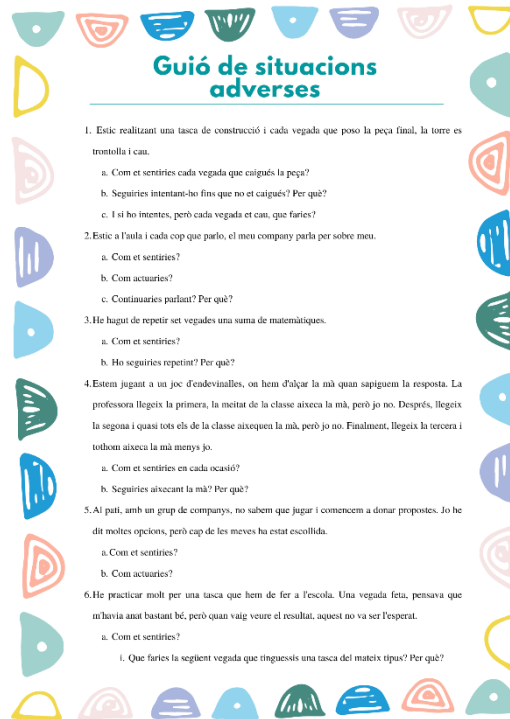 Guió de situacions
adverses
1. Estic realitzant una tasca de construcció i cada vegada que poso la peça final, la torre es
trontolla i cau.
a. Com et sentiries cada vegada que caigués la peça?
b. Seguiries intentant-ho fins que no et caigués? Per què?
c. I si ho intentes, però cada vegada et cau, que faries?
2.Estic a l'aula i cada cop que parlo, el meu company parla per sobre meu.
a. Com et sentiries?
b. Com actuaries?
c. Continuaries parlant? Per què?
3.He hagut de repetir set vegades una suma de matemàtiques.
a. Com et sentiries?
b. Ho seguiries repetint? Per què?
4.Estem jugant a un joc d'endevinalles, on hem d'alçar la mà quan sapiguem la resposta. La
professora llegeix la primera, la meitat de la classe aixeca la mà, però jo no. Després, llegeix
la segona i quasi tots els de la classe aixequen la mà, però jo no. Finalment, llegeix la tercera i
tothom aixeca la mà menys jo.
a. Com et sentiries en cada ocasió?
b. Seguiries aixecant la mà? Per què?
5.Al pati, amb un grup de companys, no sabem que jugar i comencem a donar propostes. Jo he
dit moltes opcions, però cap de les meves ha estat escollida.
a.Com et sentiries?
b. Com actuaries?
6.He practicar molt per una tasca que hem de fer a l'escola. Una vegada feta, pensava que
m'havia anat bastant bé, però quan vaig veure el resultat, aquest no va ser l'esperat.
a. Com et sentiries?
i. Que faries la següent vegada que tinguessis una tasca del mateix tipus? Per què?